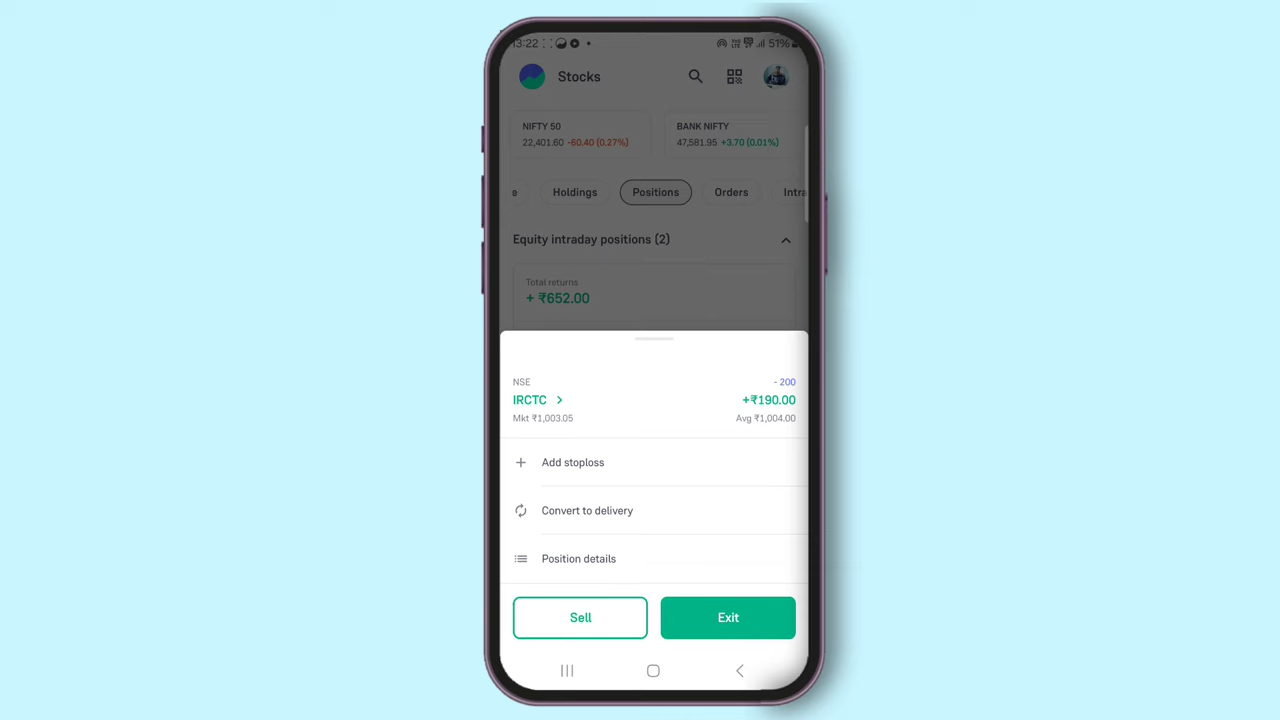 13:22
51%
Stocks
NIFTY 50
22,401.60 -60.40 (0.27%)
BANK NIFTY
47,581.95 +3.70 (0.01%)
e
Holdings
Positions
Orders
Intra
Equity intraday positions (2)
Total returns
+ ₹652.00
NSE
- 200
IRCTC
+₹190.00
Mkt ₹1,003.05
Avg ₹1,004.00
Add stoploss
Convert to delivery
Position details
Sell
Exit